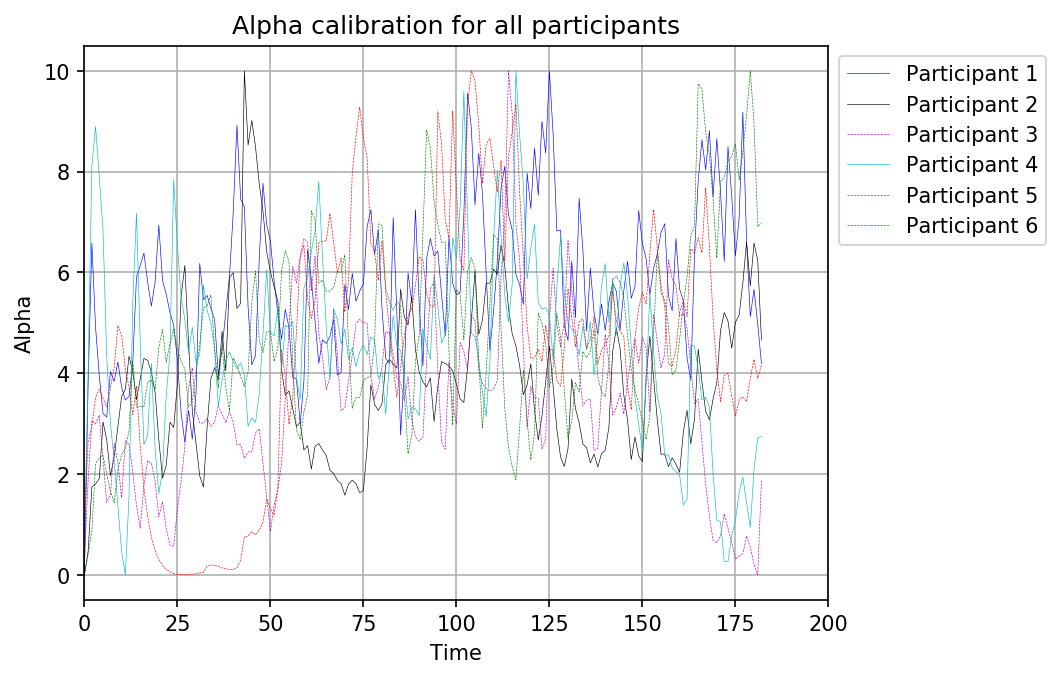 Alpha calibration for all participants
10
8
6
4
2
0
Alpha
0 25 50 75 100 125 150 175 200
Time
Participant 1
Participant 2
Participant 3
Participant 4
Participant 5
Participant 6